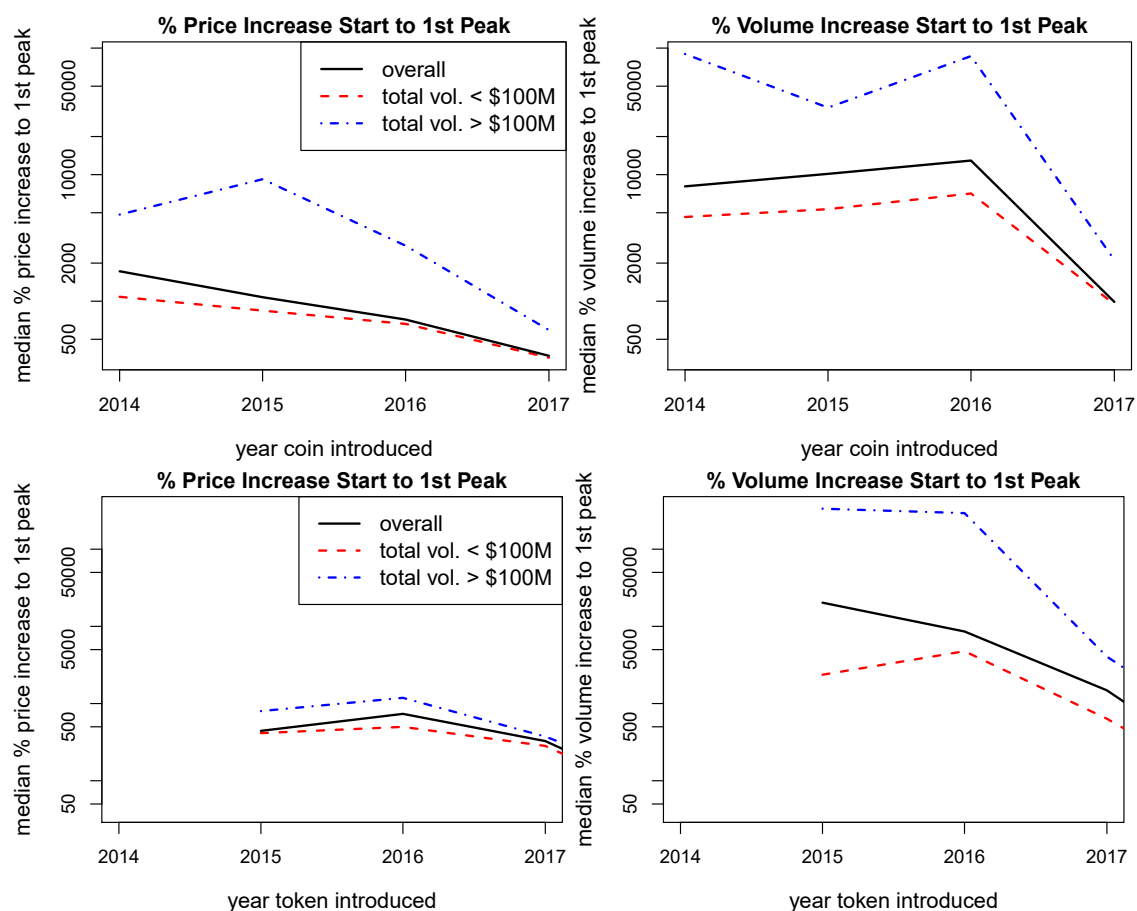 % Price Increase Start to 1st Peak
median % price increase to 1st peak
50000
10000
2000
500
overall
total vol. < $100M
total vol. > $100M
2014 2015 2016 2017
year coin introduced
% Volume Increase Start to 1st Peak
median % volume increase to 1st peak
50000
10000
2000
500
2014 2015 2016 2017
year coin introduced
% Price Increase Start to 1st Peak
median % price increase to 1st peak
50000
5000
500
50
overall
total vol. < $100M
total vol. > $100M
2014 2015 2016 2017
year token introduced
% Volume Increase Start to 1st Peak
median % volume increase to 1st peak
50000
5000
500
50
2014 2015 2016 2017
year token introduced